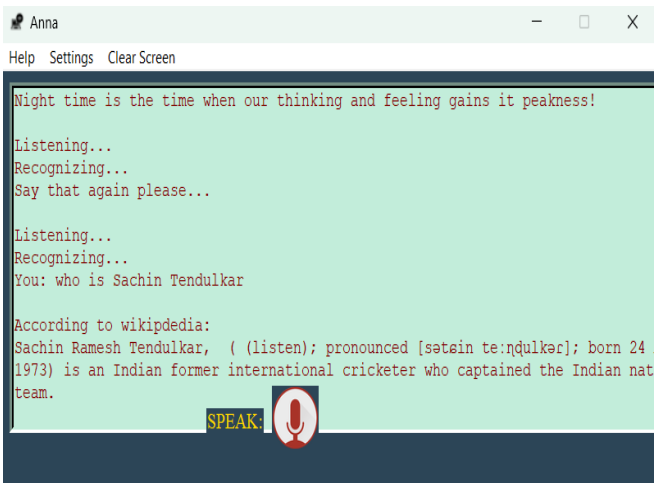 Anna
Help Settings Clear Screen
Night time is the time when our thinking and feeling gains it peakness!
Listening...
Recognizing...
Say that again please...
Listening...
Recognizing...
You: who is Sachin Tendulkar
According to wikipdedia:
Sachin Ramesh Tendulkar, ( (listen); pronounced [sətɕin teːɳɖulkəɾ]; born 24
1973) is an Indian former international cricketer who captained the Indian nat
team.
SPEAK: